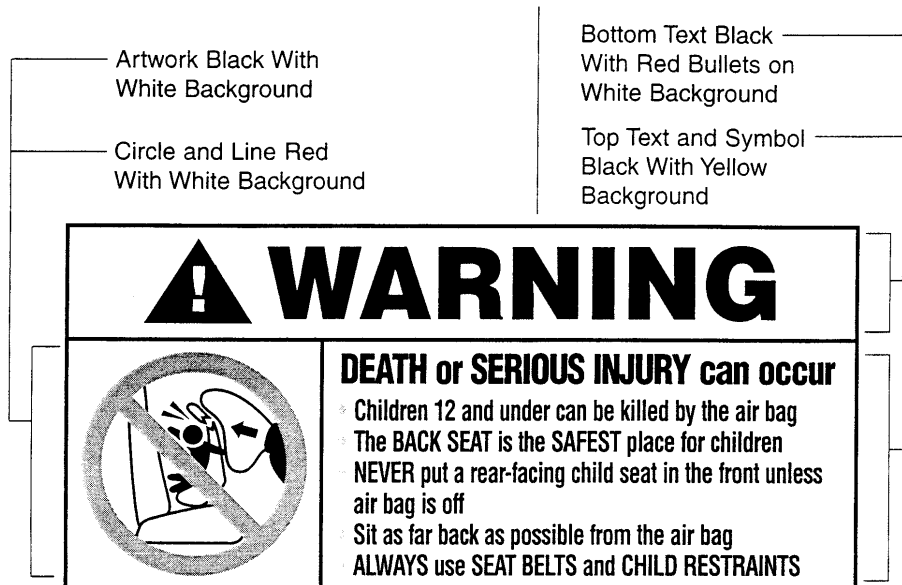 Artwork Black With
White Background
Circle and Line Red
With White Background
Bottom Text Black
With Red Bullets on
White Background
Top Text and Symbol
Black With Yellow
Background
! WARNING
DEATH or SERIOUS INJURY can occur
Children 12 and under can be killed by the air bag
The BACK SEAT is the SAFEST place for children
NEVER put a rear-facing child seat in the front unless
air bag is off
Sit as far back as possible from the air bag
ALWAYS use SEAT BELTS and CHILD RESTRAINTS